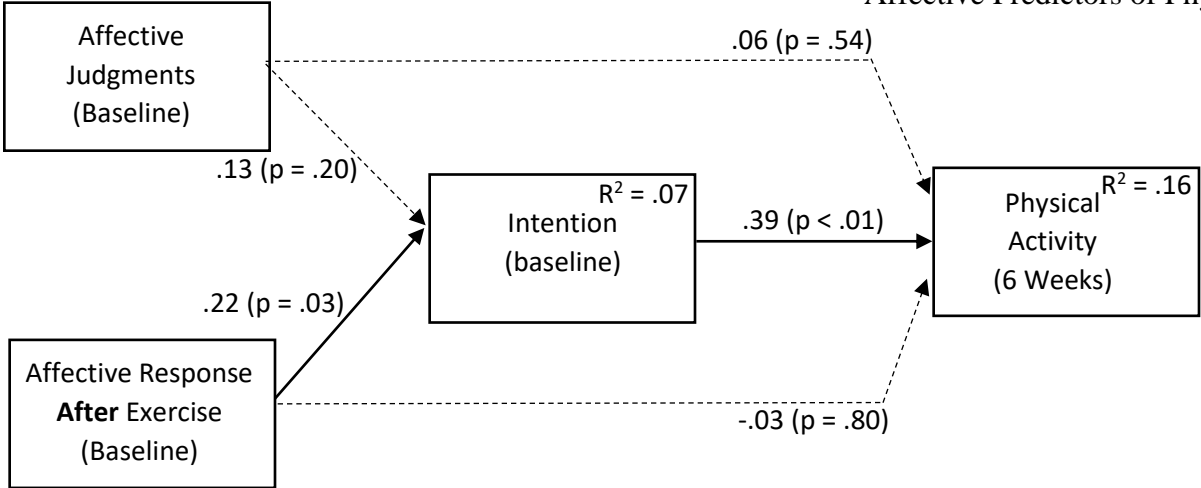 Affective Predictors of
Affective
Judgments
(Baseline)
.06 (p = .54)
.13 (p = .20)
R² = .07
Intention
(baseline)
.39 (p < .01)
R² = .16
Physical
Activity
(6 Weeks)
.22 (p = .03)
Affective Response
After Exercise
(Baseline)
-.03 (p = .80)